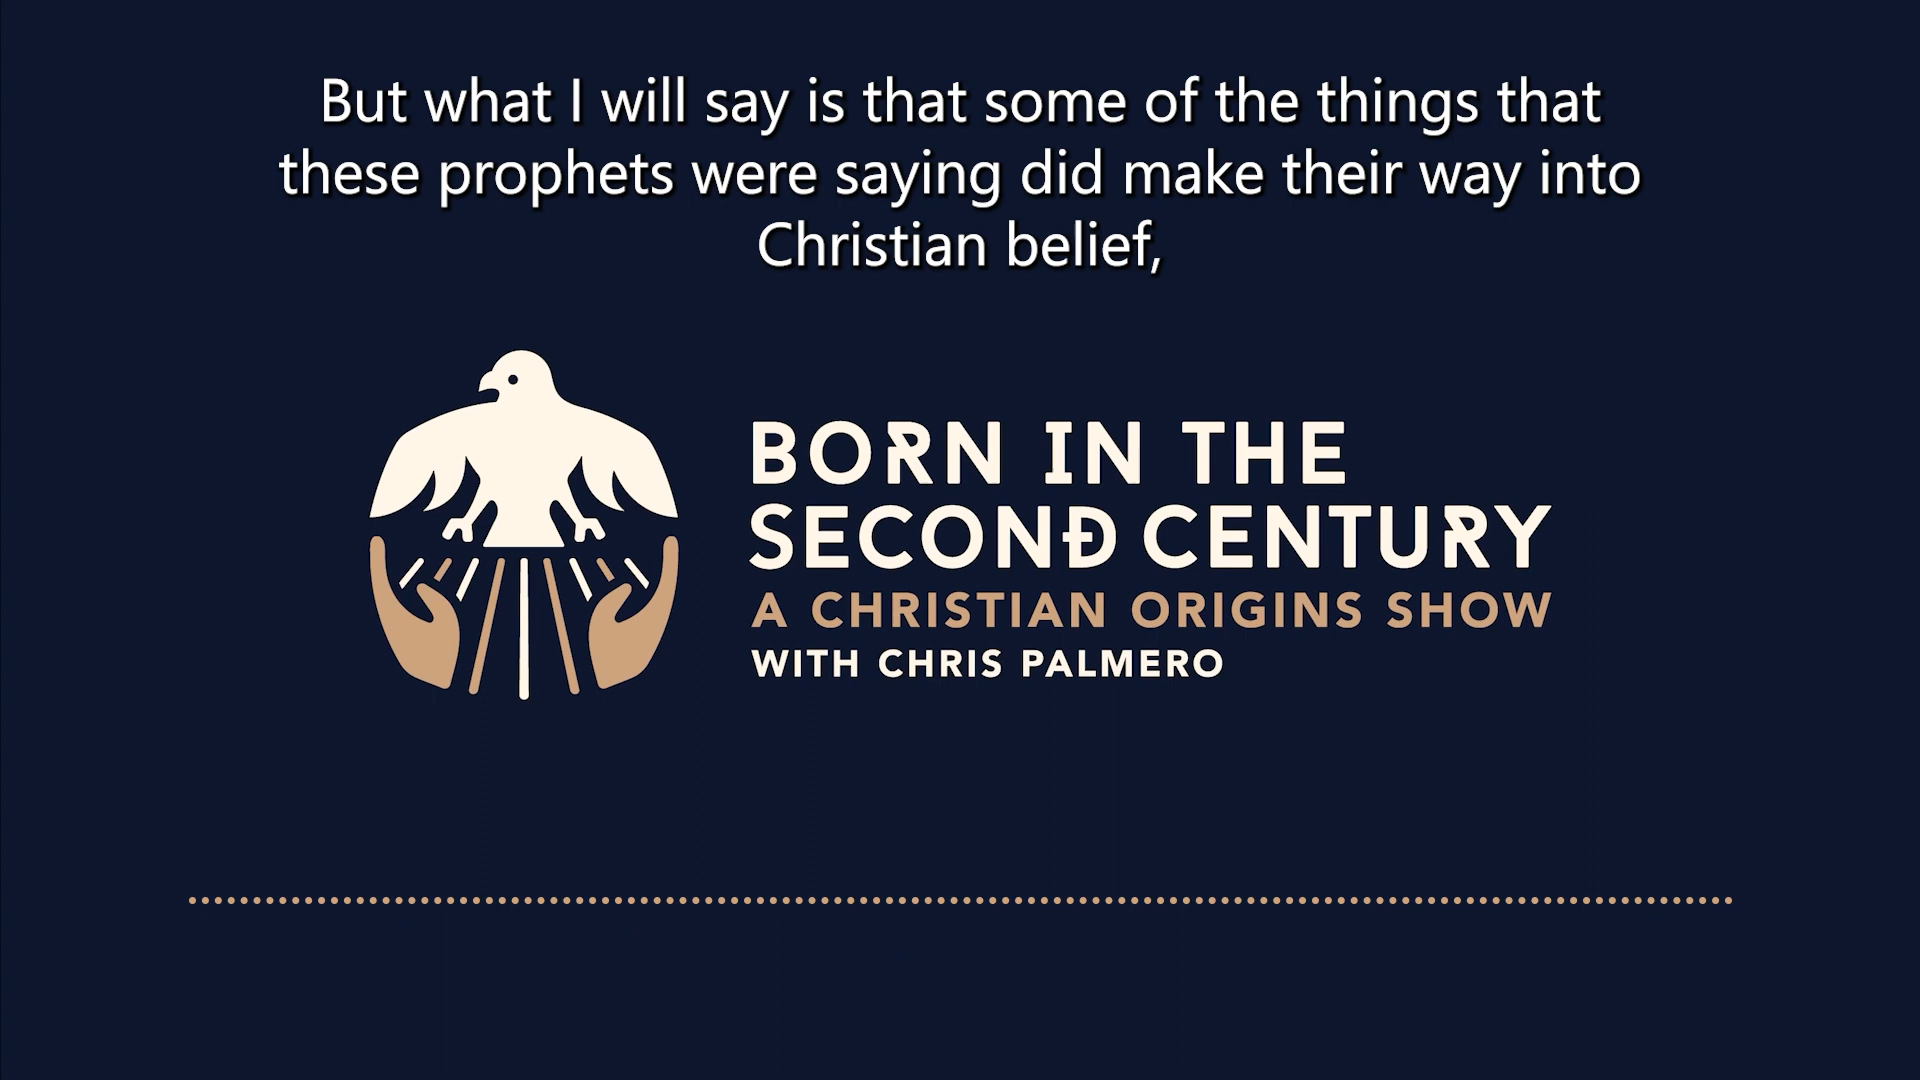 But what I will say is that some of the things that
these prophets were saying did make their way into
Christian belief,
BORN IN THE
SECOND CENTURY
A CHRISTIAN ORIGINS SHOW
WITH CHRIS PALMERO